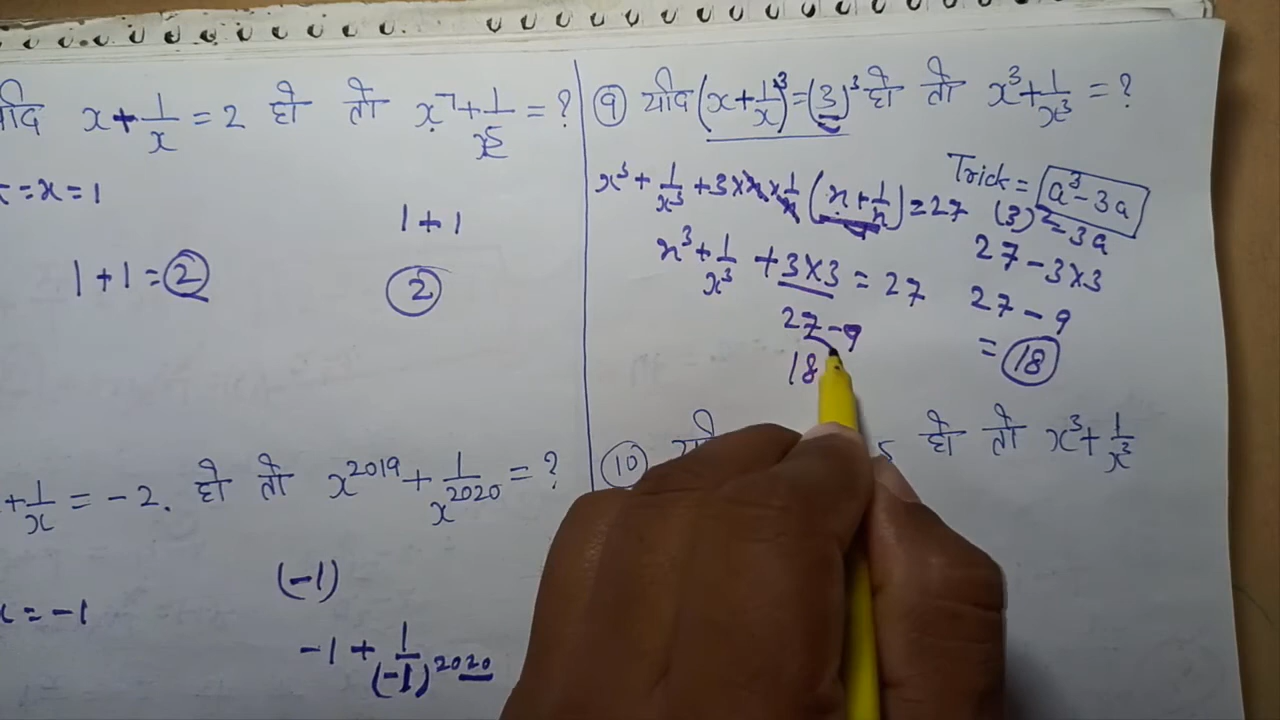 यदि x + 1/x = 2 हो तो x⁷ + 1/x⁵ = ?
= x = 1
1 + 1
1 + 1 = 2
2
+ 1/x = -2. हो तो x²⁰¹⁹ + 1/x²⁰²⁰ = ?
x = -1
(-1)
-1 + 1/(-1)²⁰²⁰
9 यदि (x + 1/x)³ = (3)³ हो तो x³ + 1/x³ = ?
x³ + 1/x³ + 3 × x × 1/x (x + 1/x) = 27
x³ + 1/x³ + 3×3 = 27
27 - 9
18
Trick = a³ - 3a
(3) - 3a
27 - 3×3
27 - 9
= 18
10 हो तो x³ + 1/x³